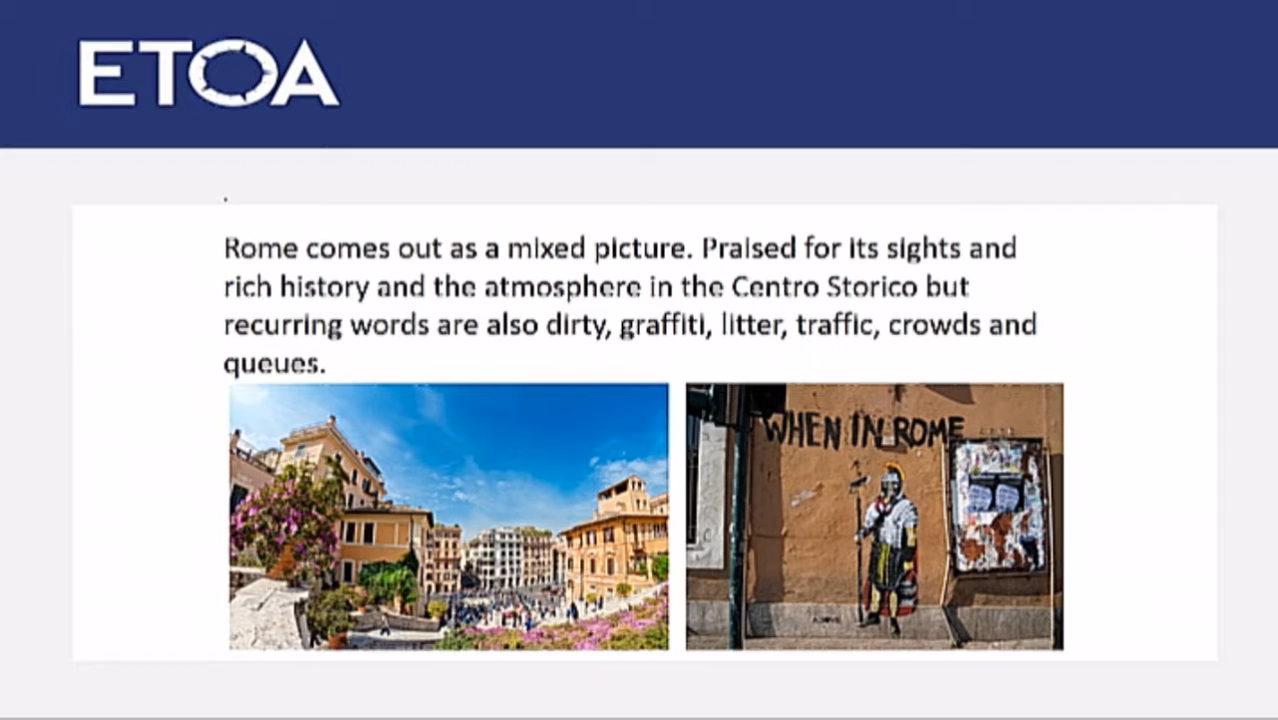 ETOA
Rome comes out as a mixed picture. Praised for its sights and
rich history and the atmosphere in the Centro Storico but
recurring words are also dirty, graffiti, litter, traffic, crowds and
queues.
WHEN IN ROME